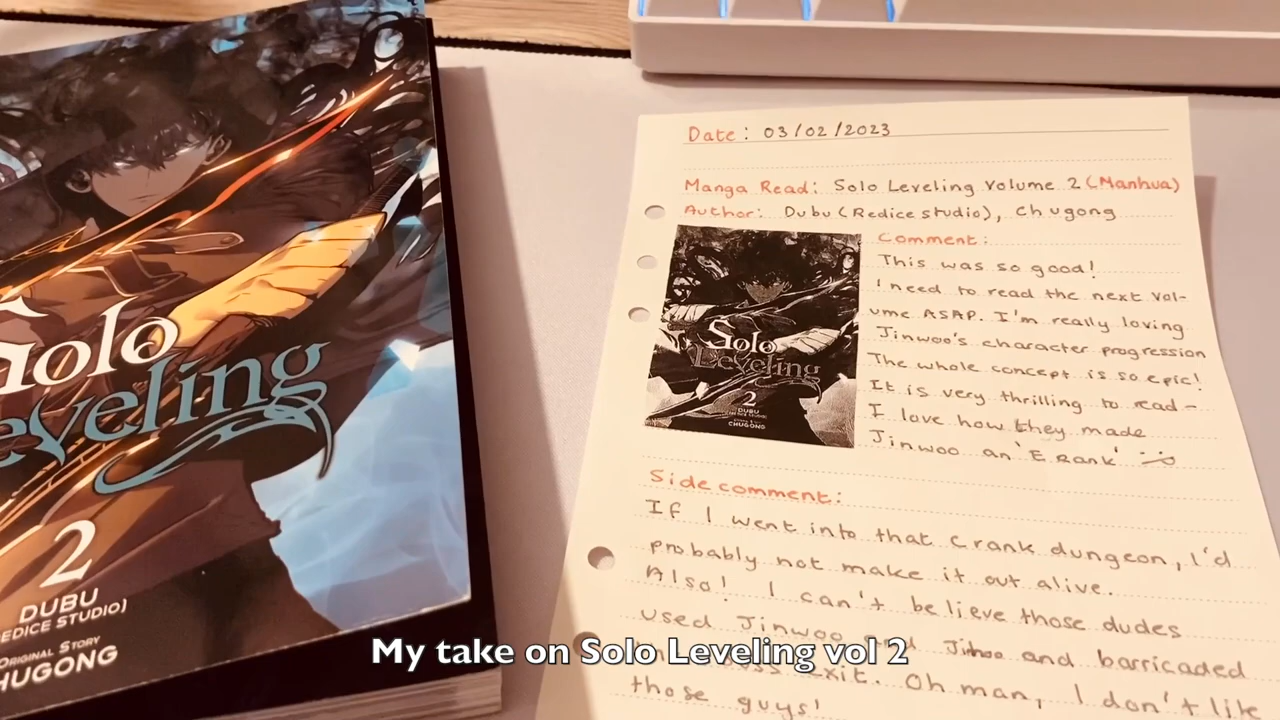 Solo
Leveling
2
DUBU
REDICE STUDIO)
ORIGINAL STORY
HUGONG
Date: 03/02/2023
Manga Read: Solo Leveling Volume 2 (Manhua)
Author: Dubu (Redice studio), Chugong
Solo
Leveling
2
DUBU
CHUGONG
Comment:
This was so good!
I need to read the next vol-
ume ASAP. I'm really loving
Jinwoo's character progression
The whole concept is so epic!
It is very thrilling to read-
I love how they made
Jinwoo an 'E.Rank'
Side comment:
If I went into that C rank dungeon, I'd
probably not make it out alive.
Also! I can't believe those dudes
used Jinwoo Jinhoo and barricaded
exit. Oh man, I don't like
those guys!
My take on Solo Leveling vol 2